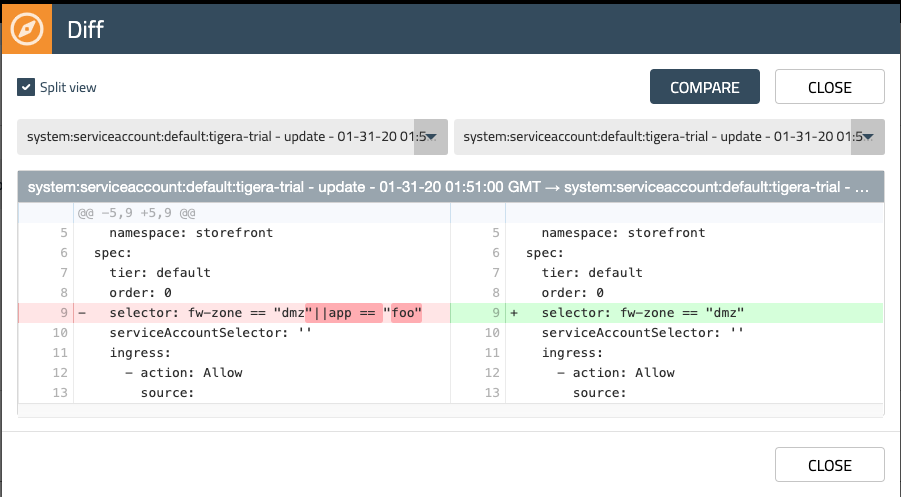 Diff
Split view
COMPARE
CLOSE
system:serviceaccount:default:tigera-trial - update - 01-31-20 01:5
system:serviceaccount:default:tigera-trial - update - 01-31-20 01:5
system:serviceaccount:default:tigera-trial - update - 01-31-20 01:51:00 GMT → system:serviceaccount:default:tigera-trial - ...
@@ -5,9 +5,9 @@
5 namespace: storefront 5 namespace: storefront
6 spec: 6 spec:
7 tier: default 7 tier: default
8 order: 0 8 order: 0
9 - selector: fw-zone == "dmz"||app == "foo" 9 + selector: fw-zone == "dmz"
10 serviceAccountSelector: '' 10 serviceAccountSelector: ''
11 ingress: 11 ingress:
12 - action: Allow 12 - action: Allow
13 source: 13 source:
CLOSE